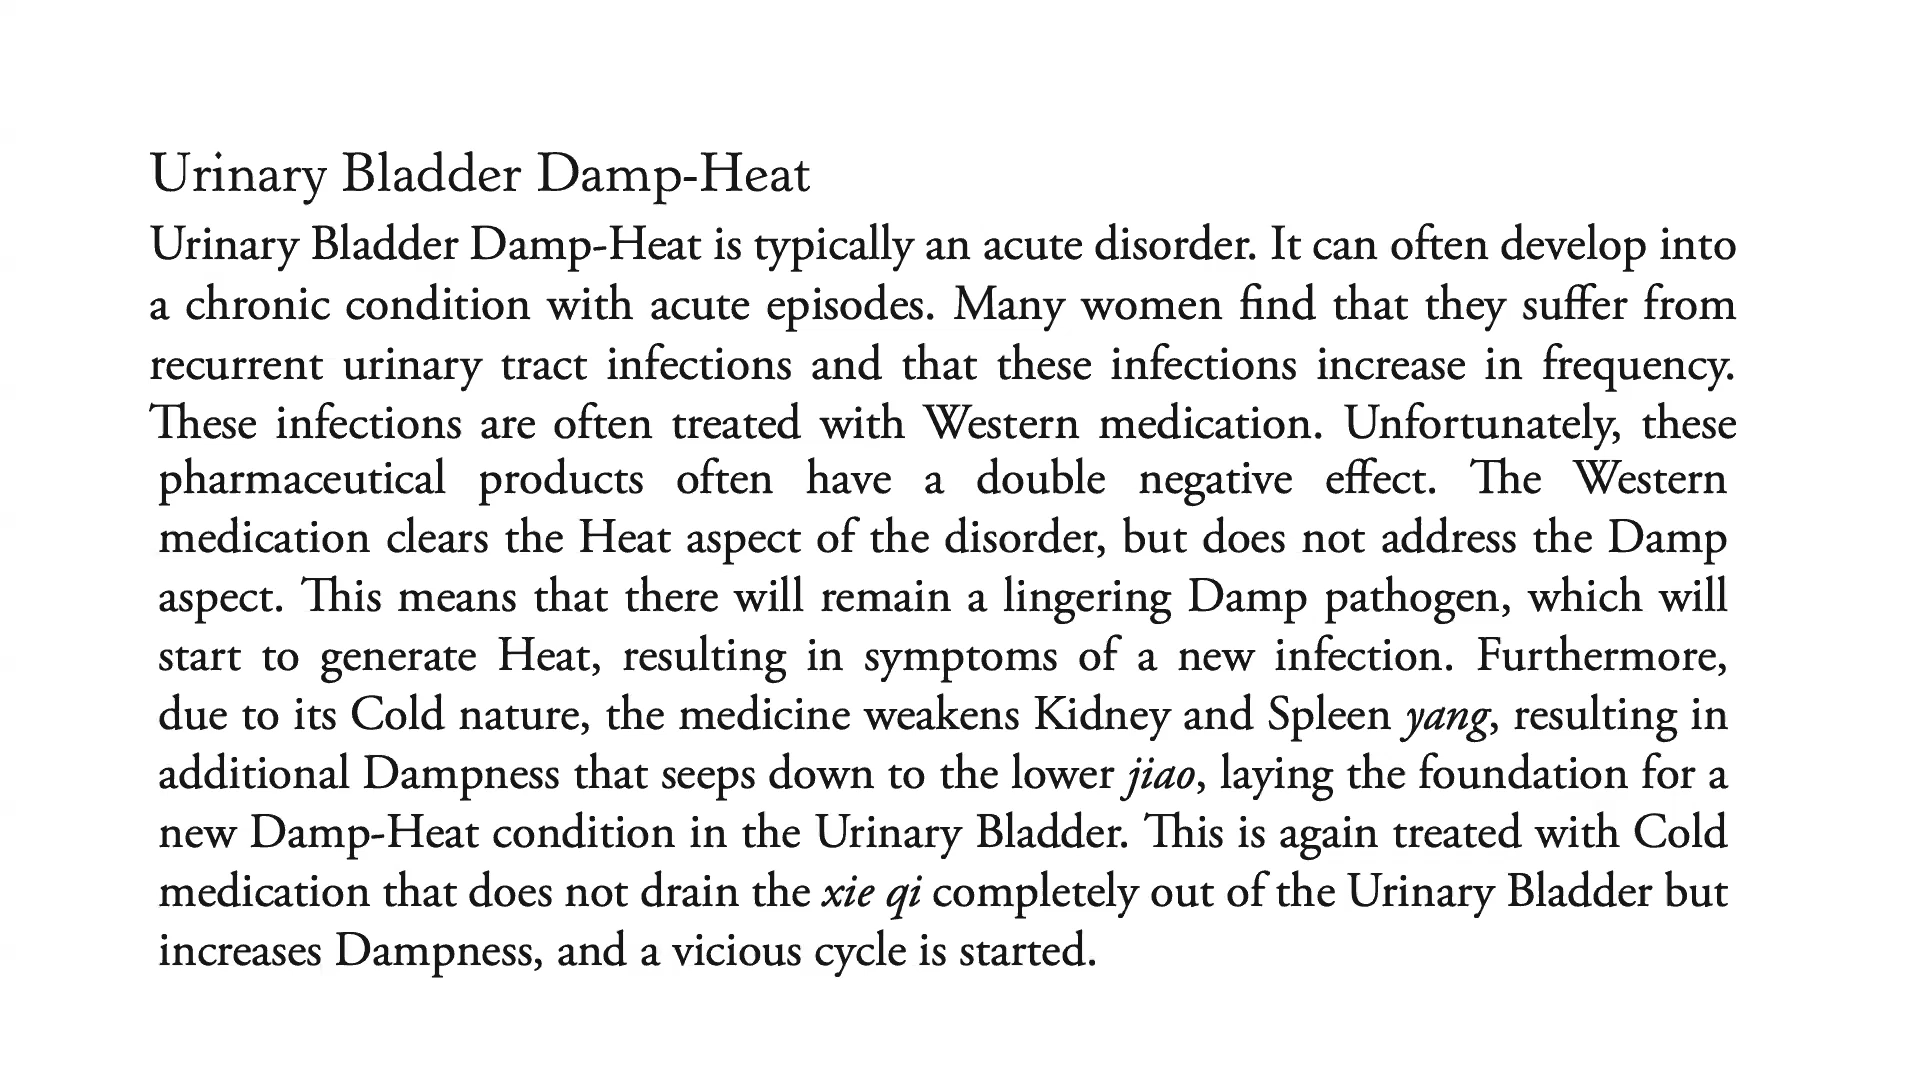 Urinary Bladder Damp-Heat
Urinary Bladder Damp-Heat is typically an acute disorder. It can often develop into
a chronic condition with acute episodes. Many women find that they suffer from
recurrent urinary tract infections and that these infections increase in frequency.
These infections are often treated with Western medication. Unfortunately, these
pharmaceutical products often have a double negative effect. The Western
medication clears the Heat aspect of the disorder, but does not address the Damp
aspect. This means that there will remain a lingering Damp pathogen, which will
start to generate Heat, resulting in symptoms of a new infection. Furthermore,
due to its Cold nature, the medicine weakens Kidney and Spleen yang, resulting in
additional Dampness that seeps down to the lower jiao, laying the foundation for a
new Damp-Heat condition in the Urinary Bladder. This is again treated with Cold
medication that does not drain the xie qi completely out of the Urinary Bladder but
increases Dampness, and a vicious cycle is started.